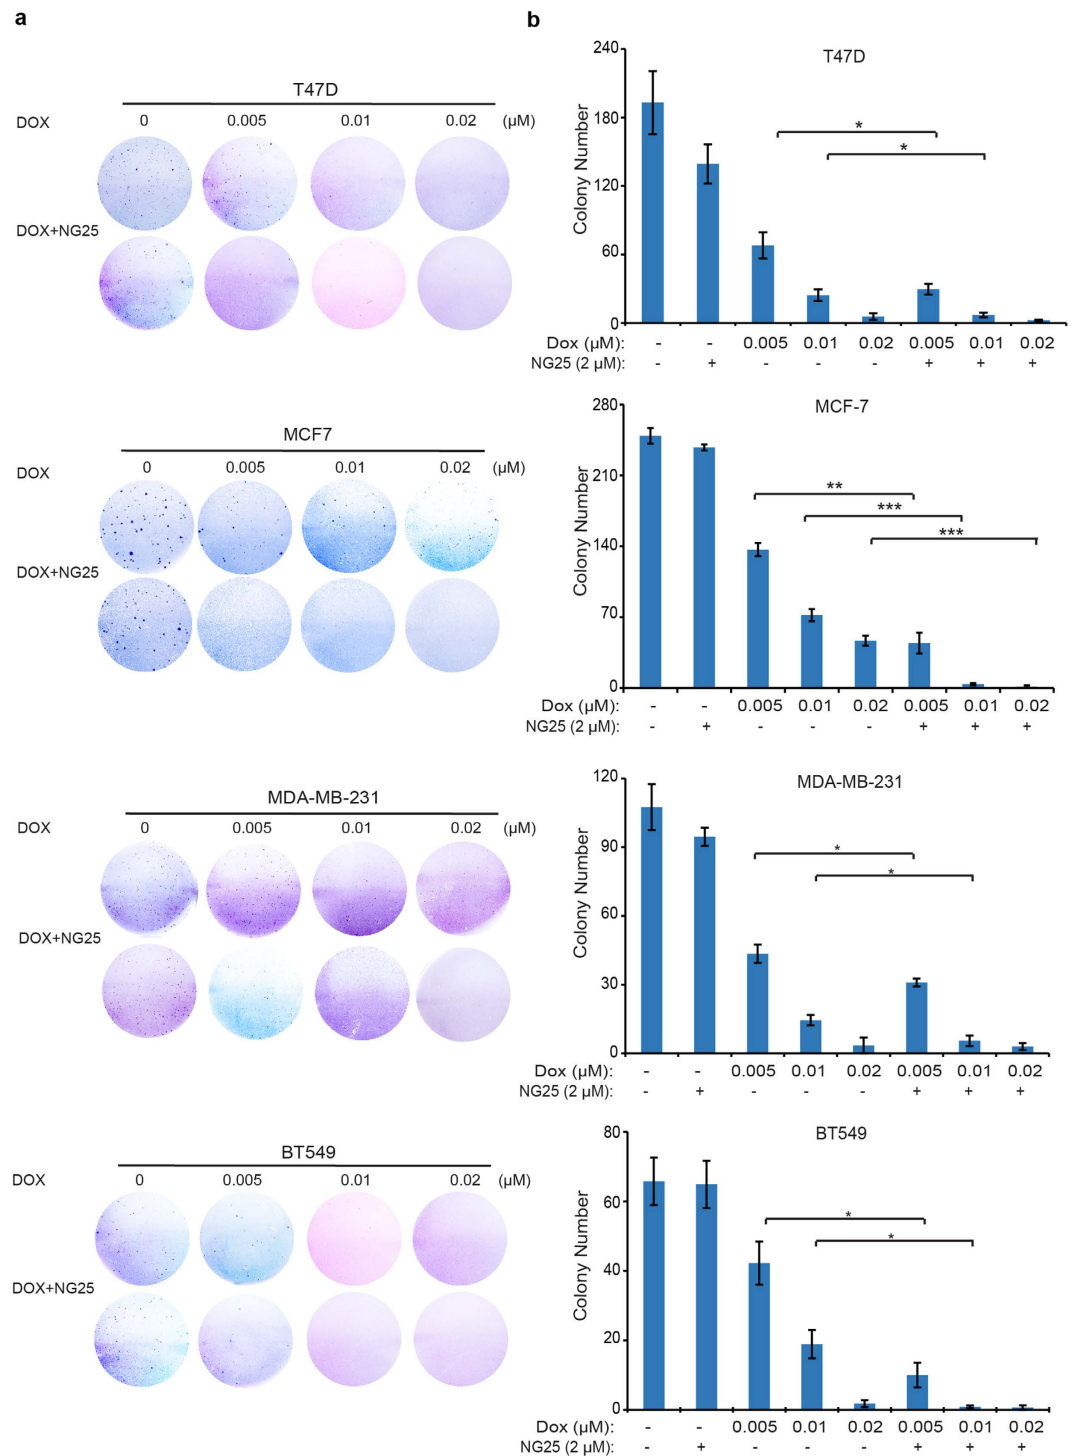 a
T47D
DOX 0 0.005 0.01 0.02 (µM)
DOX+NG25
MCF7
DOX 0 0.005 0.01 0.02 (µM)
DOX+NG25
MDA-MB-231
DOX 0 0.005 0.01 0.02 (µM)
DOX+NG25
BT549
DOX 0 0.005 0.01 0.02 (µM)
DOX+NG25
b
T47D
Colony Number
240
180
120
60
0
*
*
Dox (µM): - - 0.005 0.01 0.02 0.005 0.01 0.02
NG25 (2 µM): - + - - - + + +
MCF-7
Colony Number
280
210
140
70
0
**
***
***
Dox (µM): - - 0.005 0.01 0.02 0.005 0.01 0.02
NG25 (2 µM): - + - - - + + +
MDA-MB-231
Colony Number
120
90
60
30
0
*
*
Dox (µM): - - 0.005 0.01 0.02 0.005 0.01 0.02
NG25 (2 µM): - + - - - + + +
BT549
Colony Number
80
60
40
20
0
*
*
Dox (µM): - - 0.005 0.01 0.02 0.005 0.01 0.02
NG25 (2 µM): - + - - - + + +